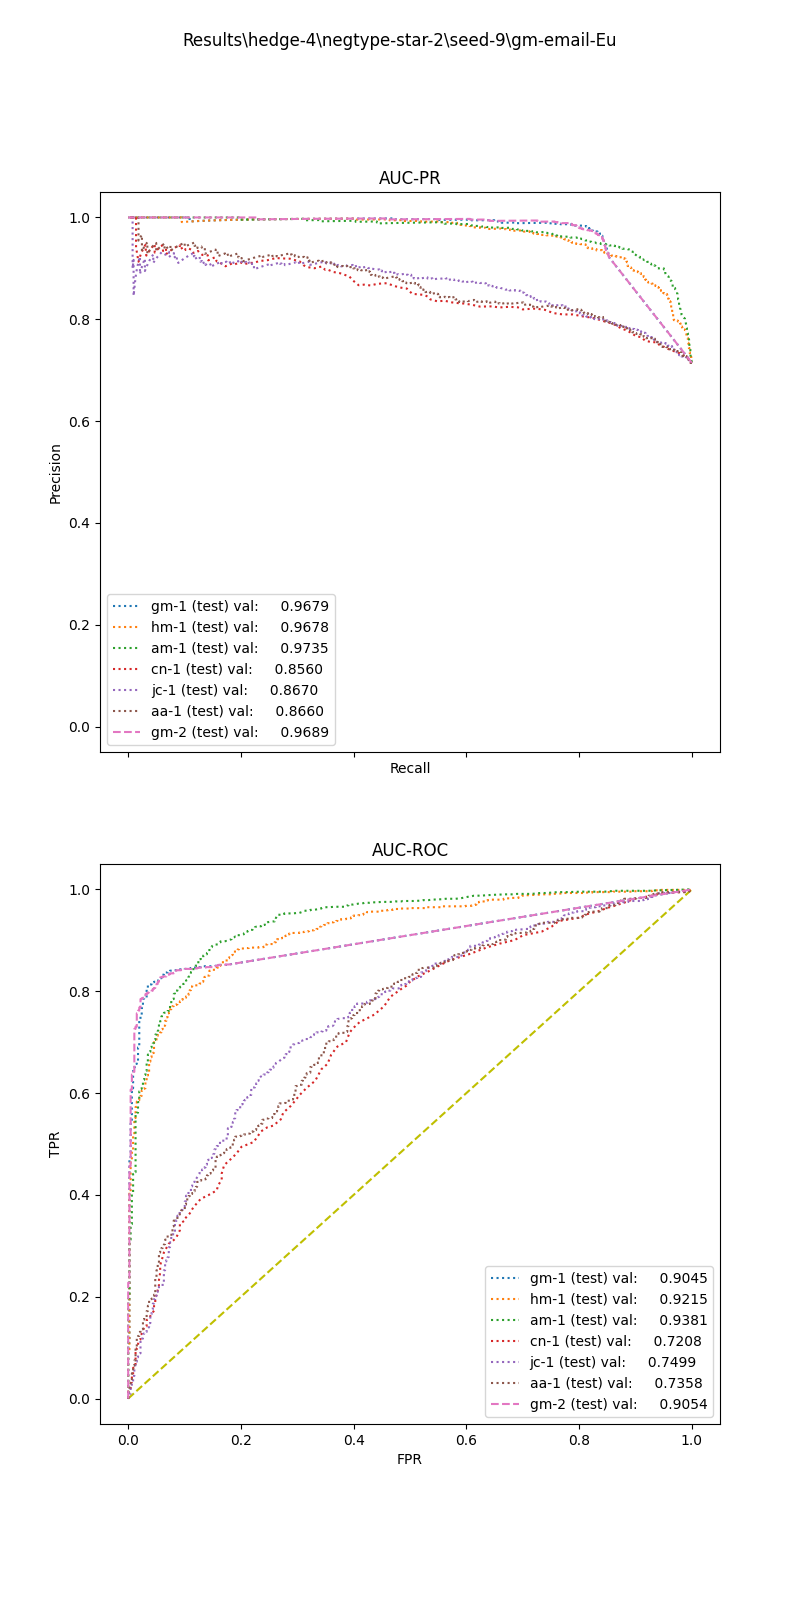 Results\hedge-4\negtype-star-2\seed-9\gm-email-Eu
AUC-PR
1.0
0.8
0.6
0.4
0.2
0.0
Precision
gm-1 (test) val: 0.9679
hm-1 (test) val: 0.9678
am-1 (test) val: 0.9735
cn-1 (test) val: 0.8560
jc-1 (test) val: 0.8670
aa-1 (test) val: 0.8660
gm-2 (test) val: 0.9689
Recall
AUC-ROC
1.0
0.8
0.6
0.4
0.2
0.0
TPR
gm-1 (test) val: 0.9045
hm-1 (test) val: 0.9215
am-1 (test) val: 0.9381
cn-1 (test) val: 0.7208
jc-1 (test) val: 0.7499
aa-1 (test) val: 0.7358
gm-2 (test) val: 0.9054
0.0 0.2 0.4 0.6 0.8 1.0
FPR